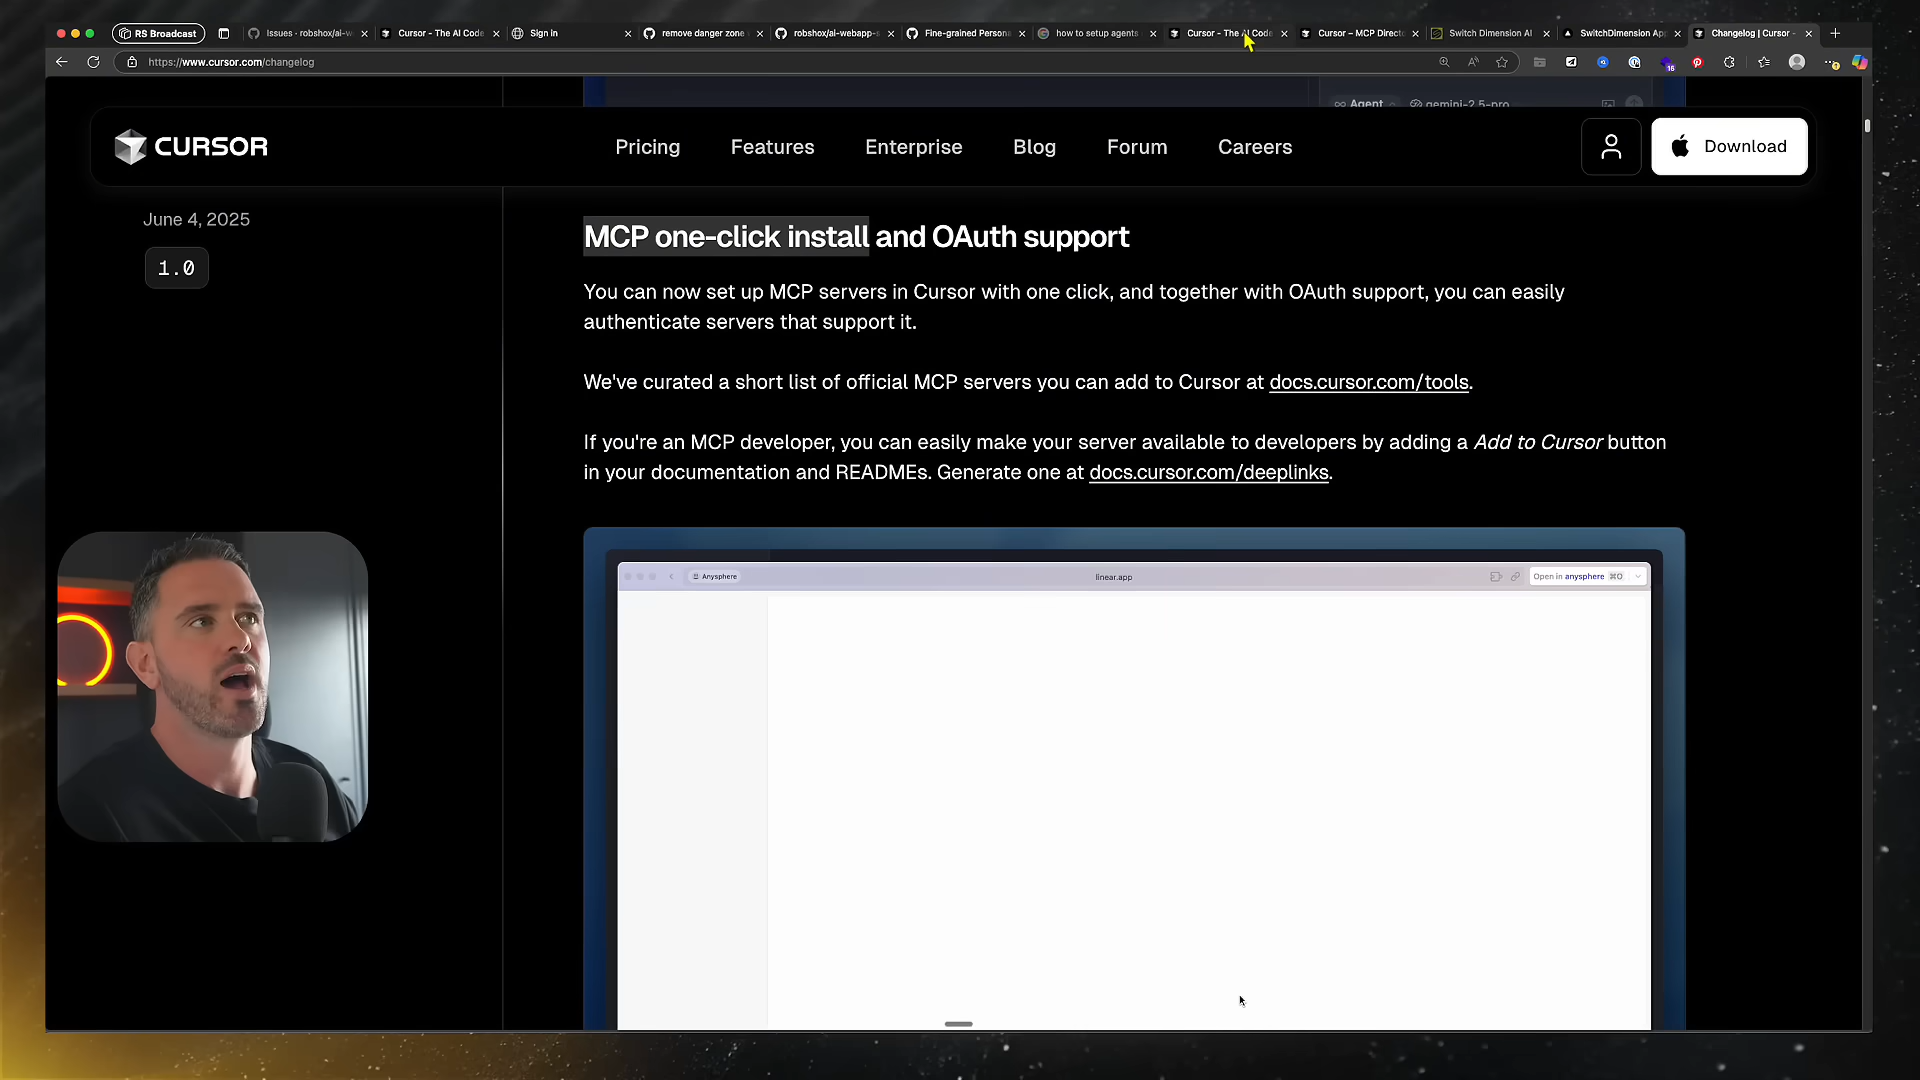 RS Broadcast
Issues · robshox/ai-w
Cursor - The AI Code
Sign in
remove danger zone
robshox/ai-webapp-s
Fine-grained Persona
how to setup agents
Cursor - The AI Code
Cursor – MCP Direct
Switch Dimension AI
SwitchDimension Ap
Changelog | Cursor -
https://www.cursor.com/changelog
16
Agent
gemini-2.5-pro
CURSOR
Pricing
Features
Enterprise
Blog
Forum
Careers
Download
June 4, 2025
1.0
MCP one-click install and OAuth support
You can now set up MCP servers in Cursor with one click, and together with OAuth support, you can easily
authenticate servers that support it.
We've curated a short list of official MCP servers you can add to Cursor at docs.cursor.com/tools.
If you're an MCP developer, you can easily make your server available to developers by adding a Add to Cursor button
in your documentation and READMEs. Generate one at docs.cursor.com/deeplinks.
Anysphere
linear.app
Open in anysphere ⌘O